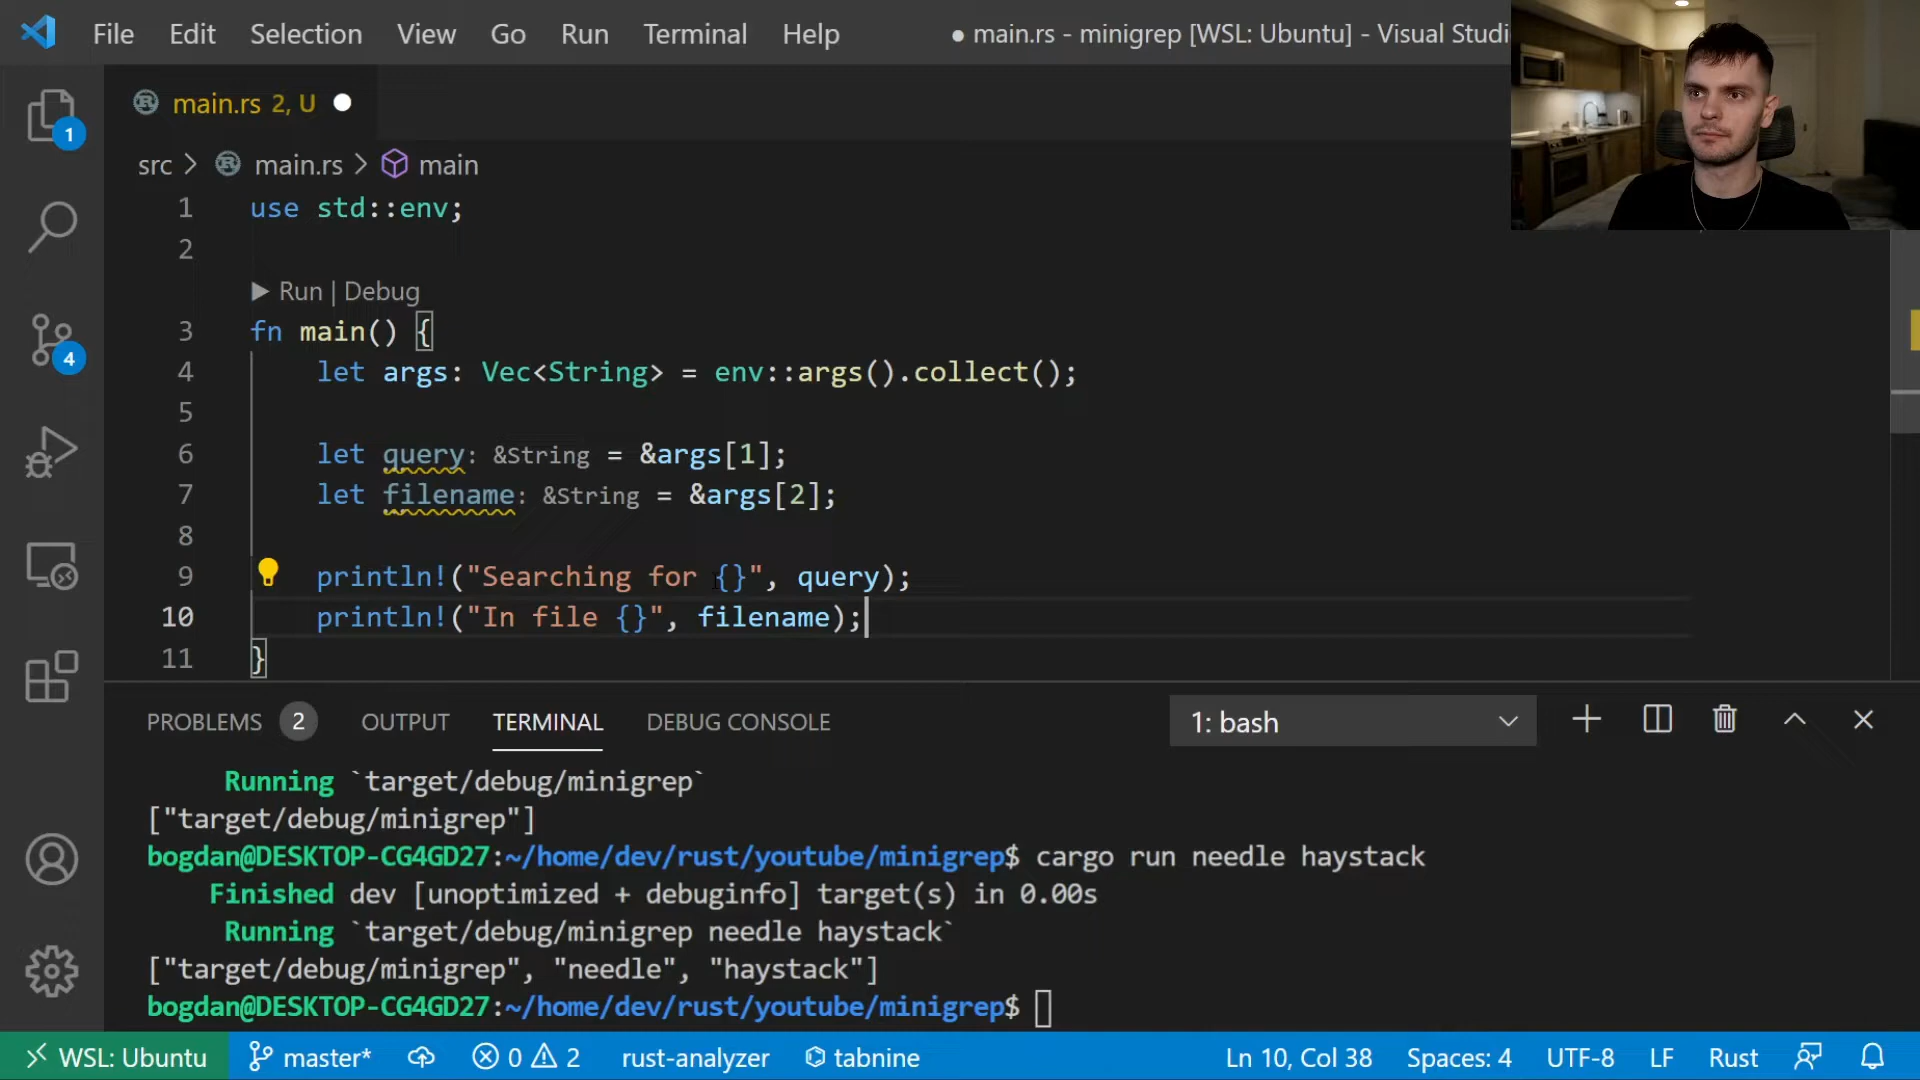 File Edit Selection View Go Run Terminal Help ● main.rs - minigrep [WSL: Ubuntu] - Visual Studi
main.rs 2, U ●
1
src > main.rs > main
1 use std::env;
2
▶ Run | Debug
3 fn main() {
4 let args: Vec<String> = env::args().collect();
5
6 let query: &String = &args[1];
7 let filename: &String = &args[2];
8
9 println!("Searching for {}", query);
10 println!("In file {}", filename);
11 }
4
PROBLEMS 2 OUTPUT TERMINAL DEBUG CONSOLE 1: bash
Running `target/debug/minigrep`
["target/debug/minigrep"]
bogdan@DESKTOP-CG4GD27:~/home/dev/rust/youtube/minigrep$ cargo run needle haystack
Finished dev [unoptimized + debuginfo] target(s) in 0.00s
Running `target/debug/minigrep needle haystack`
["target/debug/minigrep", "needle", "haystack"]
bogdan@DESKTOP-CG4GD27:~/home/dev/rust/youtube/minigrep$
WSL: Ubuntu master* 0 2 rust-analyzer tabnine Ln 10, Col 38 Spaces: 4 UTF-8 LF Rust